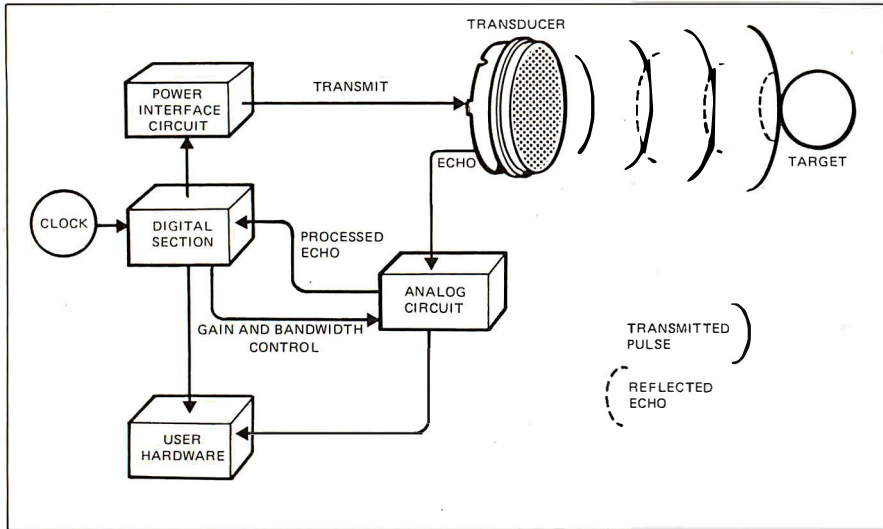 TRANSDUCER
POWER
INTERFACE
CIRCUIT
TRANSMIT
ECHO
TARGET
CLOCK
DIGITAL
SECTION
PROCESSED
ECHO
ANALOG
CIRCUIT
GAIN AND BANDWIDTH
CONTROL
TRANSMITTED
PULSE
REFLECTED
ECHO
USER
HARDWARE